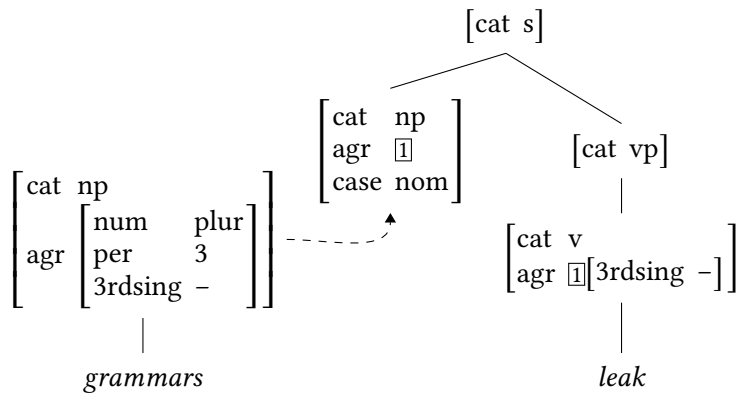 [cat s]
[cat np
agr [1]
case nom]
[cat vp]
[cat np
agr [num plur
per 3
3rdsing –]]
[cat v
agr [1][3rdsing –]]
grammars
leak